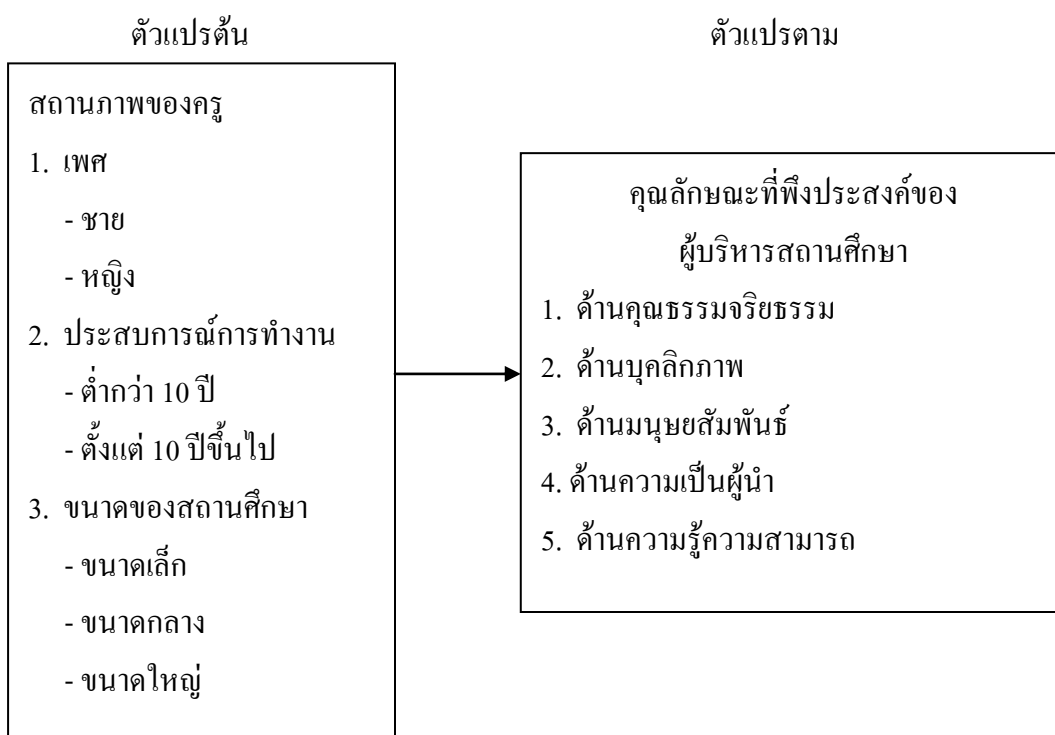 ตัวแปรต้น
ตัวแปรตาม
สถานภาพของครู
1. เพศ
- ชาย
- หญิง
2. ประสบการณ์การทำงาน
- ต่ำกว่า 10 ปี
- ตั้งแต่ 10 ปีขึ้นไป
3. ขนาดของสถานศึกษา
- ขนาดเล็ก
- ขนาดกลาง
- ขนาดใหญ่
คุณลักษณะที่พึงประสงค์ของ
ผู้บริหารสถานศึกษา
1. ด้านคุณธรรมจริยธรรม
2. ด้านบุคลิกภาพ
3. ด้านมนุษยสัมพันธ์
4. ด้านความเป็นผู้นำ
5. ด้านความรู้ความสามารถ